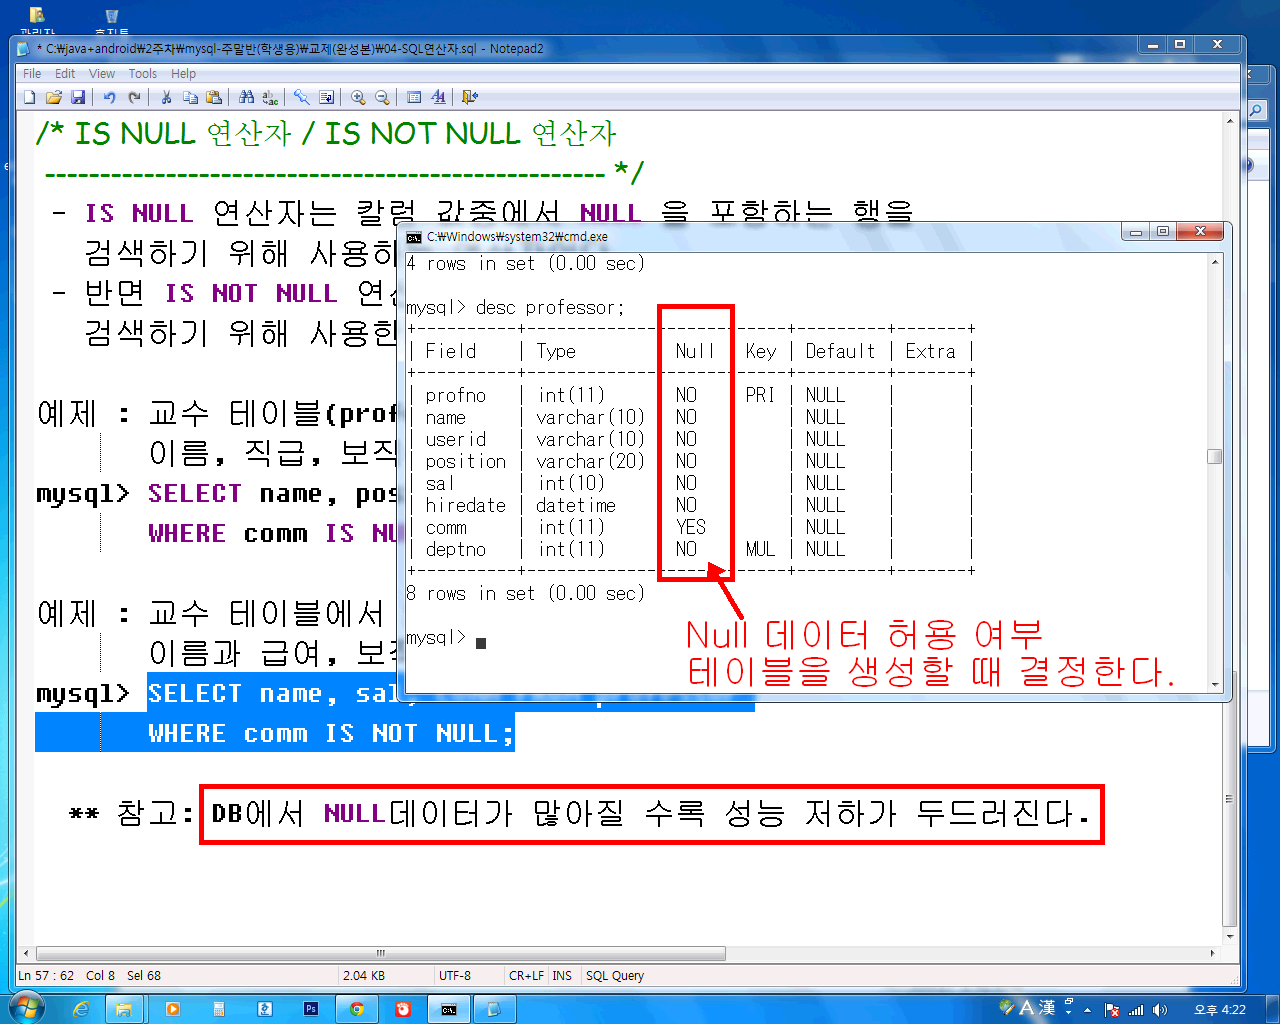 관리자
휴지통
* C:\java+android\2주차\mysql-주말반(학생용)\교제(완성본)\04-SQL연산자.sql - Notepad2
File Edit View Tools Help
/* IS NULL 연산자 / IS NOT NULL 연산자
--------------------------------------------------- */
- IS NULL 연산자는 칼럼 값중에서 NULL 을 포함하는 행을
검색하기 위해 사용하
- 반면 IS NOT NULL 연
검색하기 위해 사용한
예제 : 교수 테이블(prof
이름, 직급, 보직
mysql> SELECT name, pos
WHERE comm IS NU
예제 : 교수 테이블에서
이름과 급여, 보
mysql> SELECT name, sal,
WHERE comm IS NOT NULL;
** 참고: DB에서 NULL데이터가 많아질 수록 성능 저하가 두드러진다.
C:\Windows\system32\cmd.exe
4 rows in set (0.00 sec)
mysql> desc professor;
+----------+-------------+------+-----+---------+-------+
| Field | Type Null Key | Default | Extra |
+----------+-------------+------+-----+---------+-------+
| profno | int(11) NO PRI | NULL | |
| name | varchar(10) NO | NULL | |
| userid | varchar(10) NO | NULL | |
| position | varchar(20) NO | NULL | |
| sal | int(10) NO | NULL | |
| hiredate | datetime NO | NULL | |
| comm | int(11) YES | NULL | |
| deptno | int(11) NO MUL | NULL | |
+----------+-------------+------+-----+---------+-------+
8 rows in set (0.00 sec)
mysql>
Null 데이터 허용 여부
테이블을 생성할 때 결정한다.
Ln 57 : 62 Col 8 Sel 68 2.04 KB UTF-8 CR+LF INS SQL Query
A 漢 오후 4:22